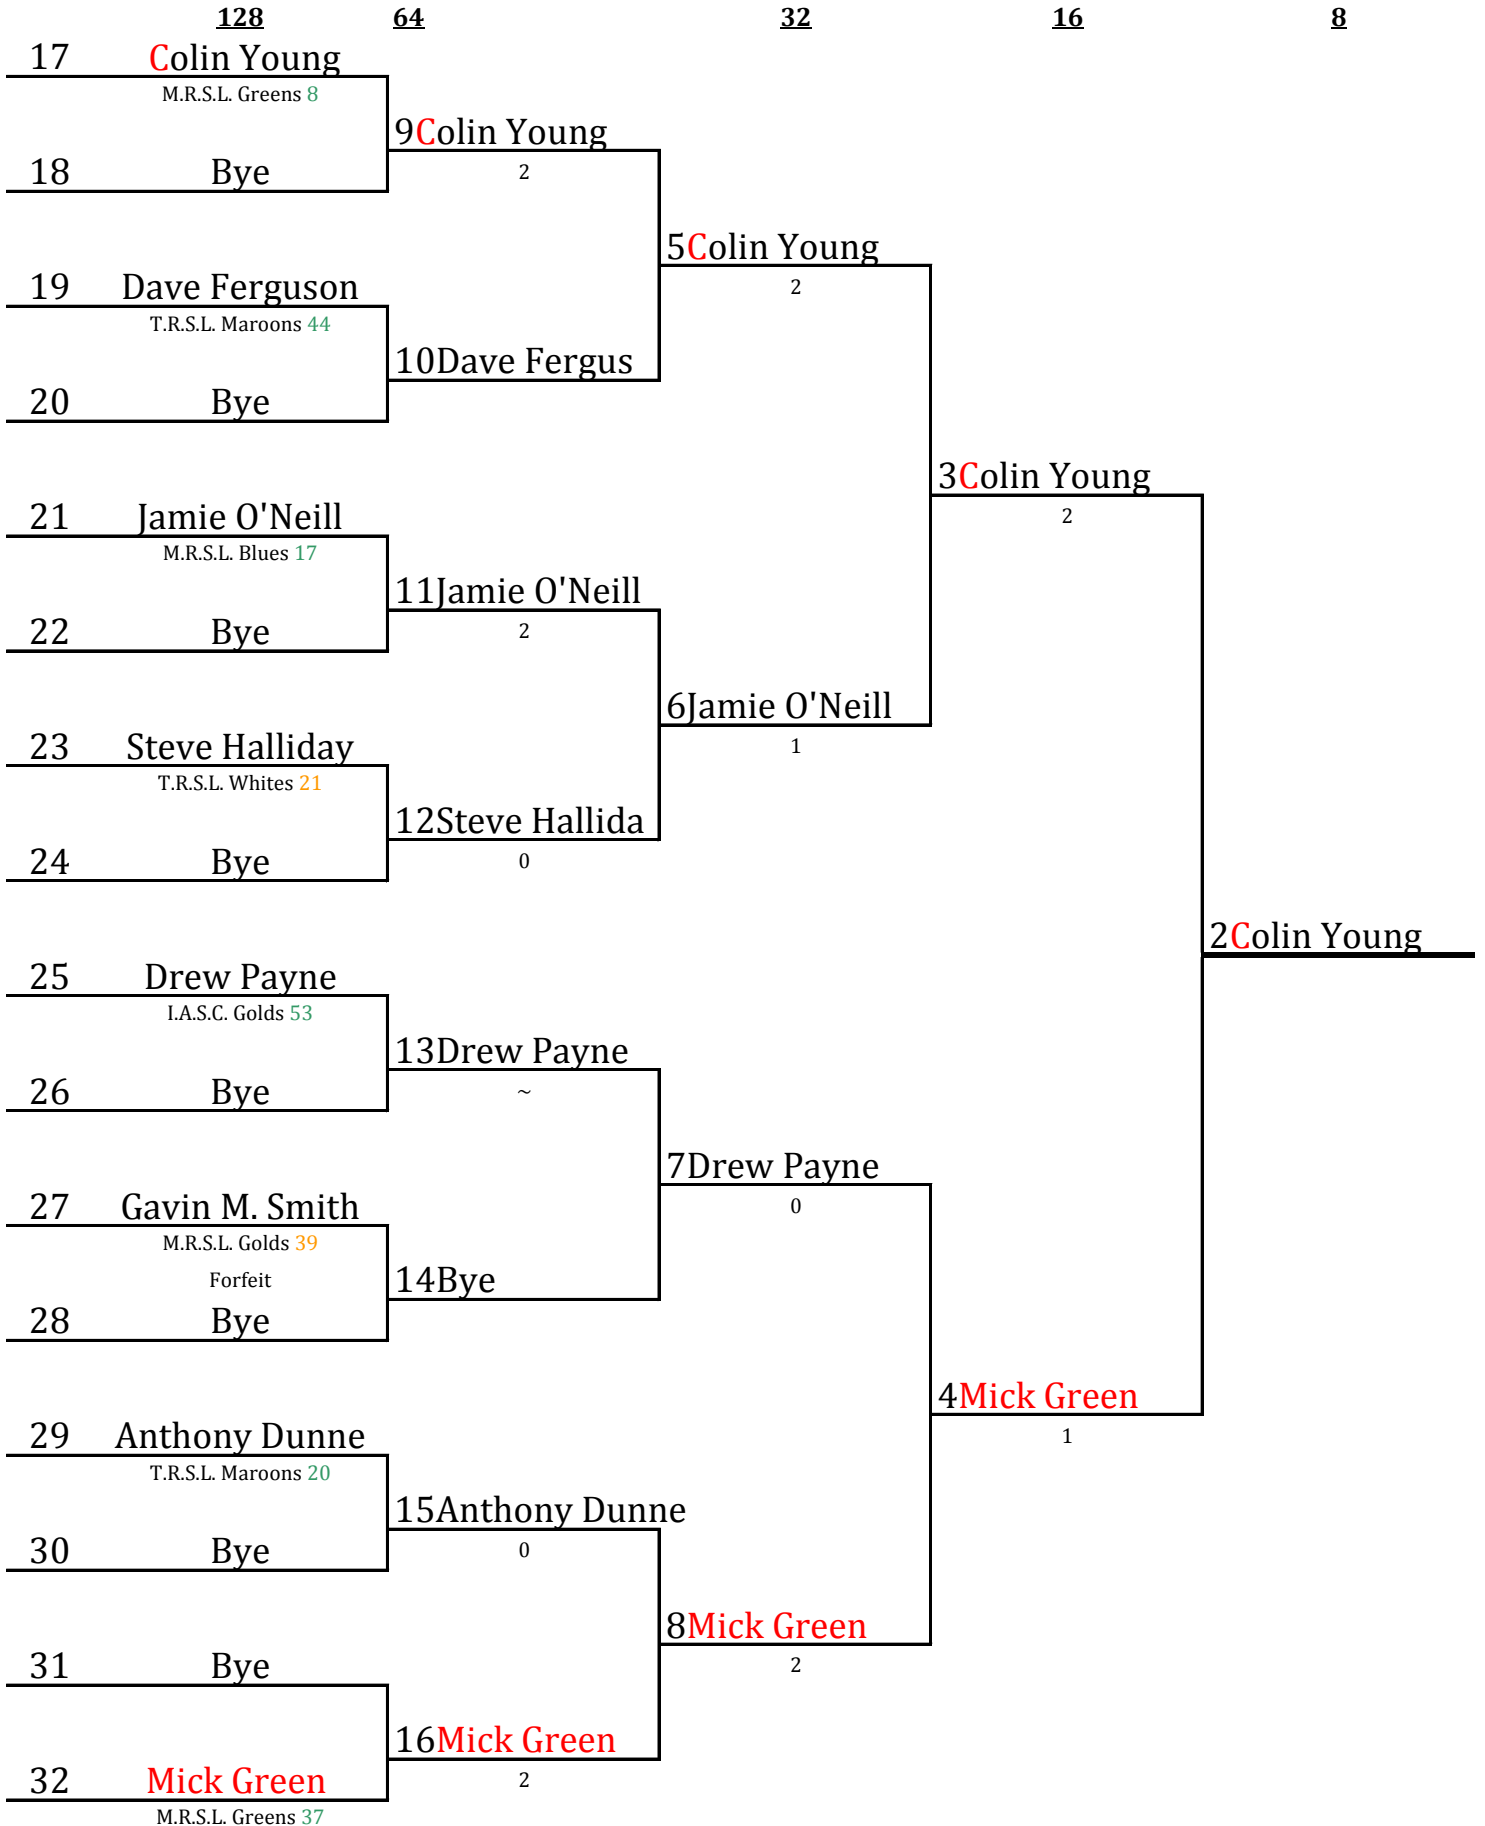 128 64 32 16 8
17 Colin Young
M.R.S.L. Greens 8
9Colin Young
18 Bye
2
5Colin Young
19 Dave Ferguson
2
T.R.S.L. Maroons 44
10Dave Fergus
20 Bye
3Colin Young
21 Jamie O'Neill
2
M.R.S.L. Blues 17
11Jamie O'Neill
22 Bye
2
6Jamie O'Neill
23 Steve Halliday
1
T.R.S.L. Whites 21
12Steve Hallida
24 Bye
0
2Colin Young
25 Drew Payne
I.A.S.C. Golds 53
13Drew Payne
26 Bye
~
7Drew Payne
27 Gavin M. Smith
0
M.R.S.L. Golds 39
Forfeit
14Bye
28 Bye
4Mick Green
29 Anthony Dunne
1
T.R.S.L. Maroons 20
15Anthony Dunne
30 Bye
0
8Mick Green
31 Bye
2
16Mick Green
32 Mick Green
2
M.R.S.L. Greens 37